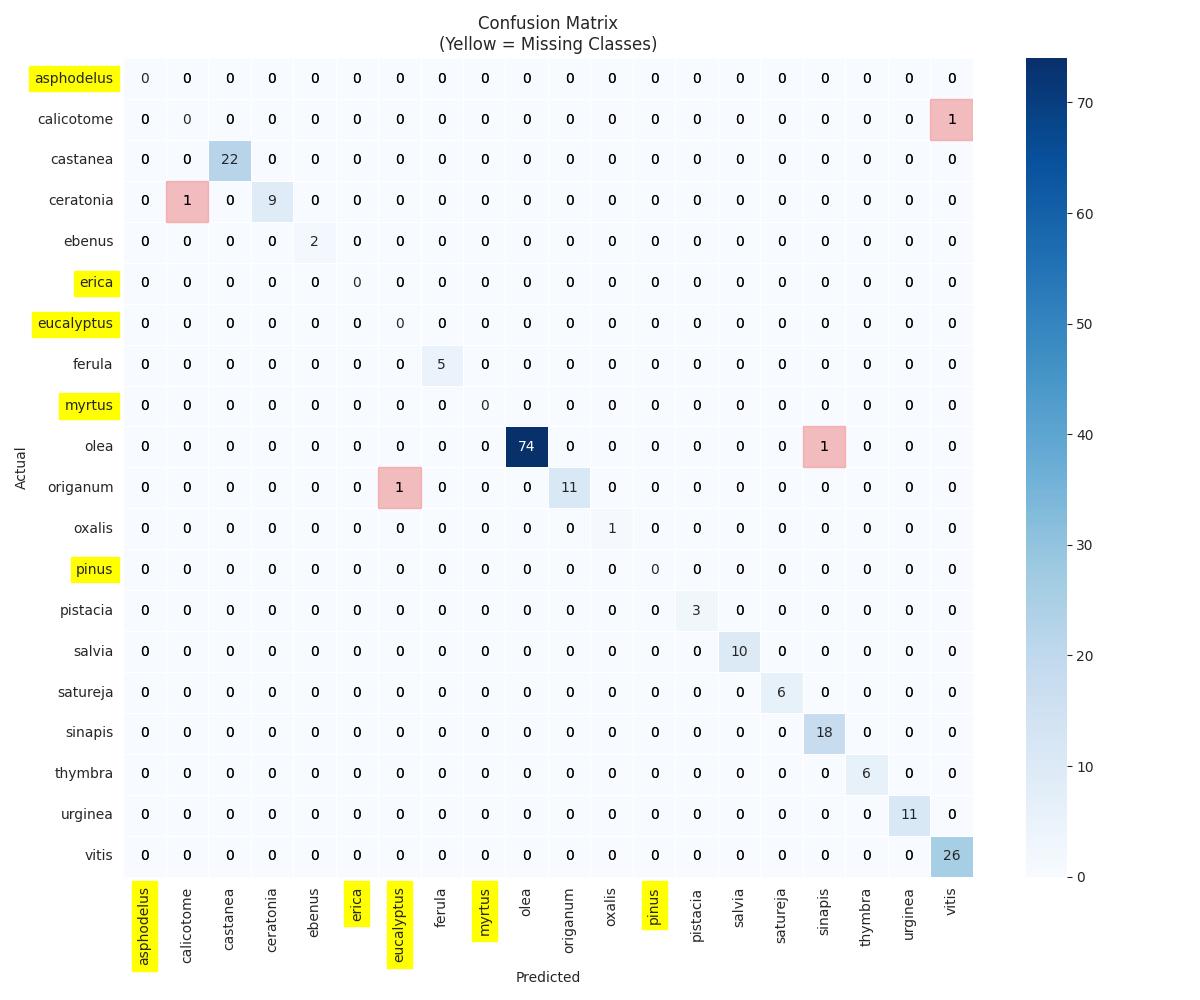 Confusion Matrix
(Yellow = Missing Classes)
asphodelus 0 0 0 0 0 0 0 0 0 0 0 0 0 0 0 0 0 0 0 0
calicotome 0 0 0 0 0 0 0 0 0 0 0 0 0 0 0 0 0 0 0 1
castanea 0 0 22 0 0 0 0 0 0 0 0 0 0 0 0 0 0 0 0 0
ceratonia 0 1 0 9 0 0 0 0 0 0 0 0 0 0 0 0 0 0 0 0
ebenus 0 0 0 0 2 0 0 0 0 0 0 0 0 0 0 0 0 0 0 0
erica 0 0 0 0 0 0 0 0 0 0 0 0 0 0 0 0 0 0 0 0
eucalyptus 0 0 0 0 0 0 0 0 0 0 0 0 0 0 0 0 0 0 0 0
ferula 0 0 0 0 0 0 0 5 0 0 0 0 0 0 0 0 0 0 0 0
myrtus 0 0 0 0 0 0 0 0 0 0 0 0 0 0 0 0 0 0 0 0
olea 0 0 0 0 0 0 0 0 0 74 0 0 0 0 0 0 1 0 0 0
origanum 0 0 0 0 0 0 1 0 0 0 11 0 0 0 0 0 0 0 0 0
oxalis 0 0 0 0 0 0 0 0 0 0 0 1 0 0 0 0 0 0 0 0
pinus 0 0 0 0 0 0 0 0 0 0 0 0 0 0 0 0 0 0 0 0
pistacia 0 0 0 0 0 0 0 0 0 0 0 0 0 3 0 0 0 0 0 0
salvia 0 0 0 0 0 0 0 0 0 0 0 0 0 0 10 0 0 0 0 0
satureja 0 0 0 0 0 0 0 0 0 0 0 0 0 0 0 6 0 0 0 0
sinapis 0 0 0 0 0 0 0 0 0 0 0 0 0 0 0 0 18 0 0 0
thymbra 0 0 0 0 0 0 0 0 0 0 0 0 0 0 0 0 0 6 0 0
urginea 0 0 0 0 0 0 0 0 0 0 0 0 0 0 0 0 0 0 11 0
vitis 0 0 0 0 0 0 0 0 0 0 0 0 0 0 0 0 0 0 0 26
Actual
asphodelus
calicotome
castanea
ceratonia
ebenus
erica
eucalyptus
ferula
myrtus
olea
origanum
oxalis
pinus
pistacia
salvia
satureja
sinapis
thymbra
urginea
vitis
Predicted
70
60
50
40
30
20
10
0